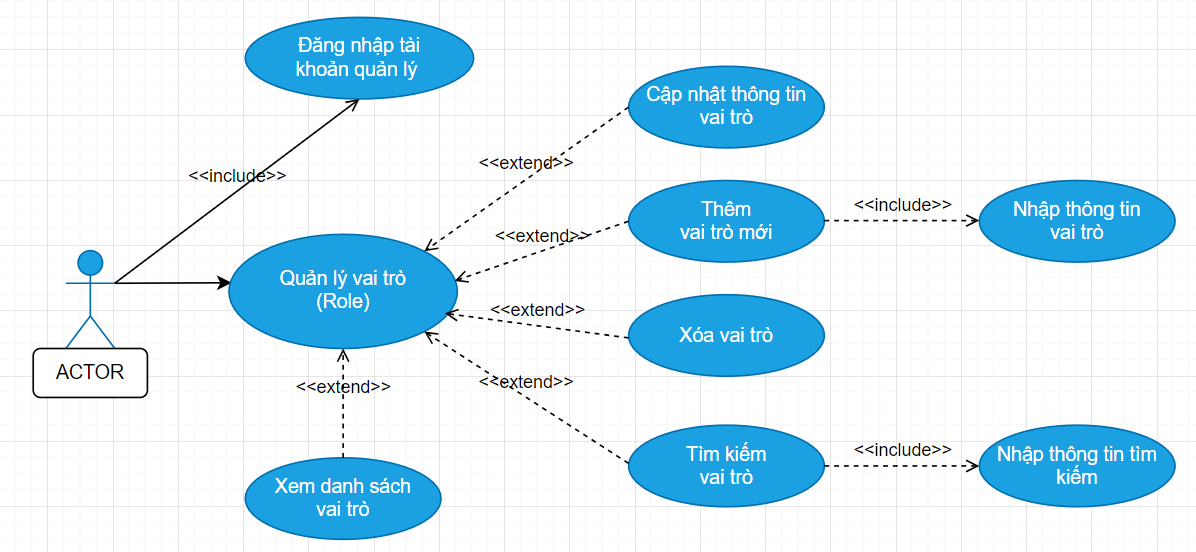 Đăng nhập tài
khoản quản lý
Cập nhật thông tin
vai trò
<<extend>>
<<include>>
Thêm
vai trò mới
<<include>>
Nhập thông tin
vai trò
<<extend>>
Quản lý vai trò
(Role)
<<extend>>
Xóa vai trò
ACTOR
<<extend>>
<<extend>>
Tìm kiếm
vai trò
<<include>>
Nhập thông tin tìm
kiếm
Xem danh sách
vai trò